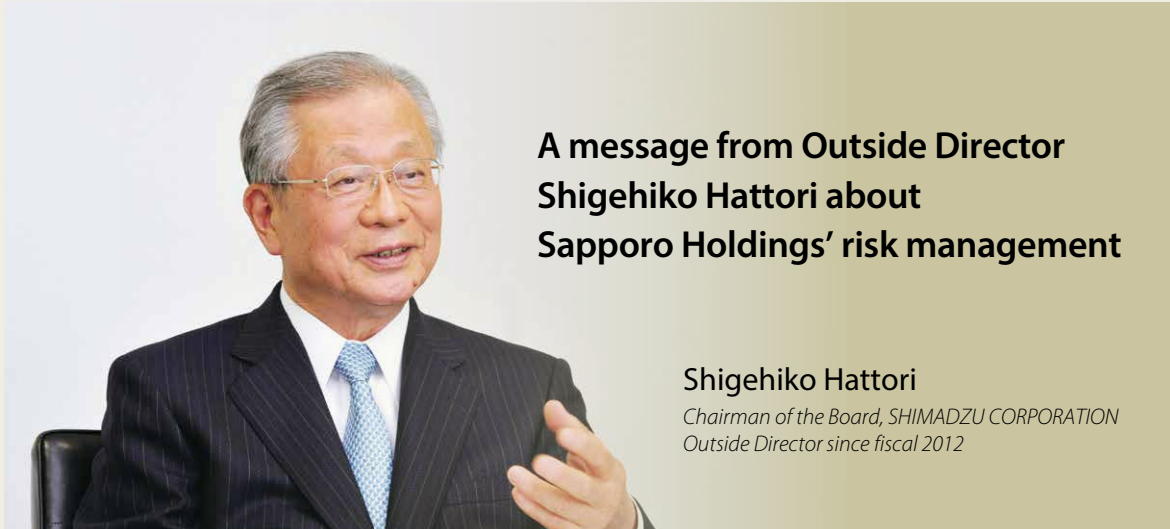 A message from Outside Director
Shigehiko Hattori about
Sapporo Holdings’ risk management
Shigehiko Hattori
Chairman of the Board, SHIMADZU CORPORATION
Outside Director since fiscal 2012